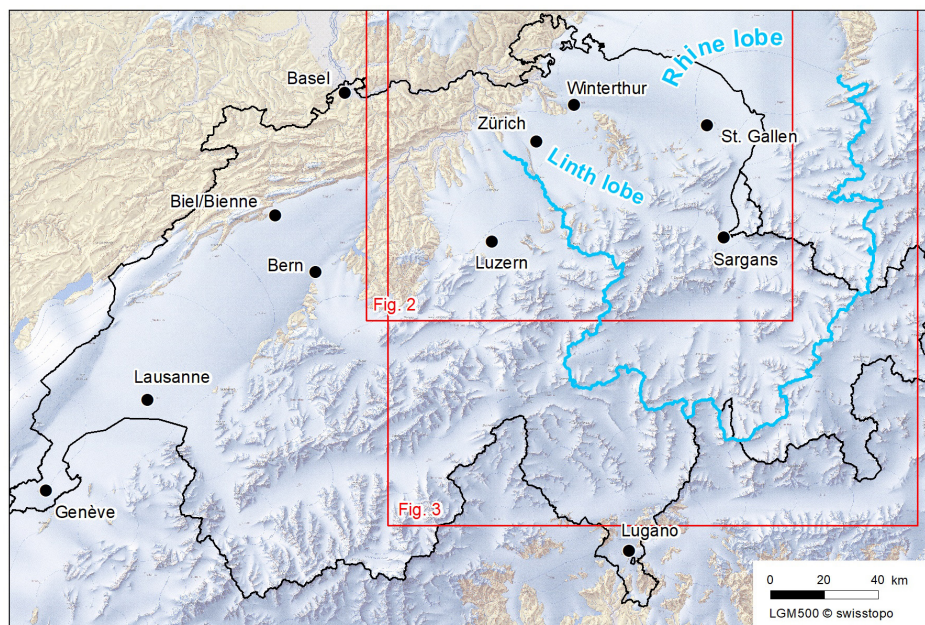 Rhine lobe
Basel
Winterthur
Zürich
St. Gallen
Linth lobe
Biel/Bienne
Bern
Luzern
Sargans
Fig. 2
Lausanne
Genève
Fig. 3
Lugano
0 20 40 km
LGM500 © swisstopo